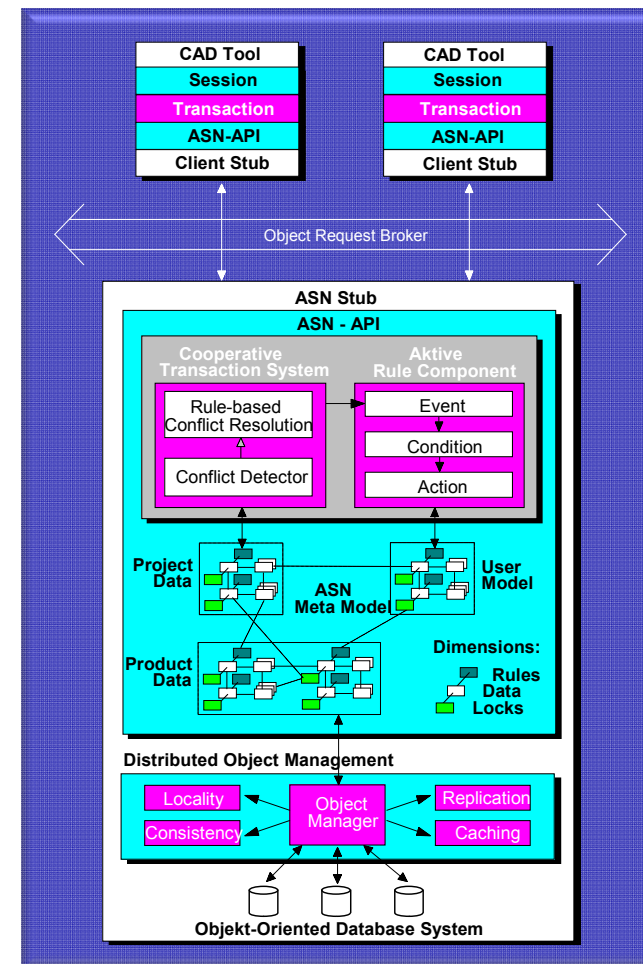 CAD Tool
Session
Transaction
ASN-API
Client Stub
CAD Tool
Session
Transaction
ASN-API
Client Stub
Object Request Broker
ASN Stub
ASN - API
Cooperative
Transaction System
Aktive
Rule Component
Rule-based
Conflict Resolution
Conflict Detector
Event
Condition
Action
Project
Data
ASN
Meta Model
User
Model
Product
Data
Dimensions:
Rules
Data
Locks
Distributed Object Management
Locality
Consistency
Object
Manager
Replication
Caching
Objekt-Oriented Database System